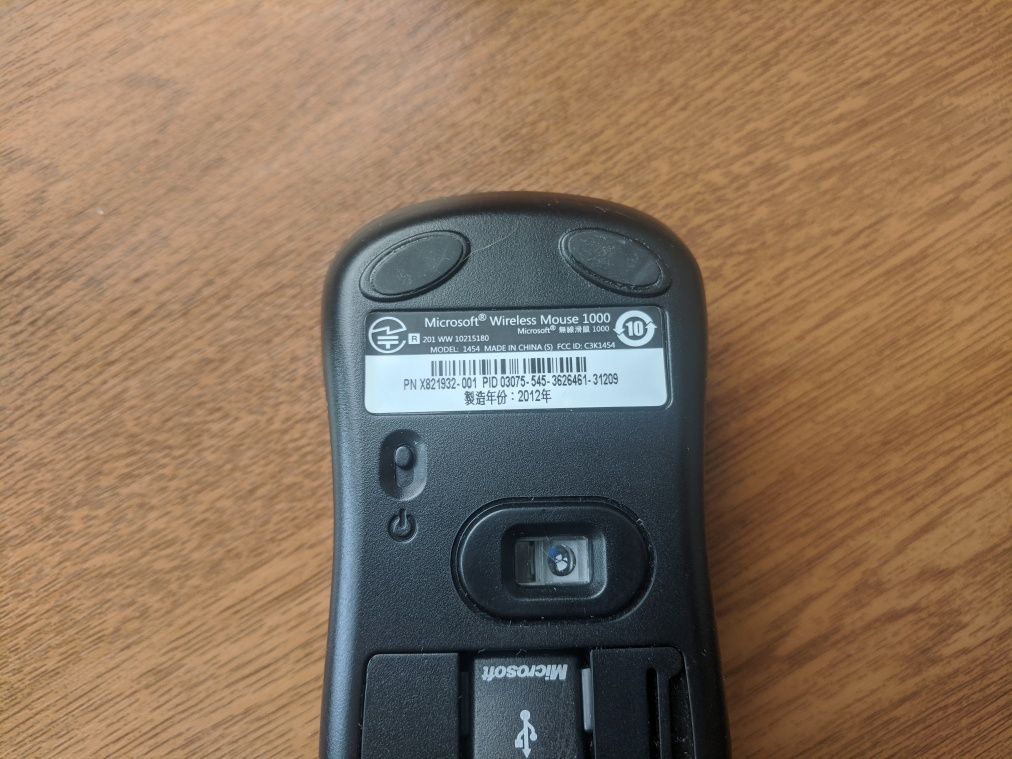 Microsoft® Wireless Mouse 1000
Microsoft® 無線滑鼠 1000
10
R 201 WW 10215180
MODEL: 1454 MADE IN CHINA (S) FCC ID: C3K1454
PN X821932-001 PID 03075-545-3626461-31209
製造年份：2012年
Microsoft